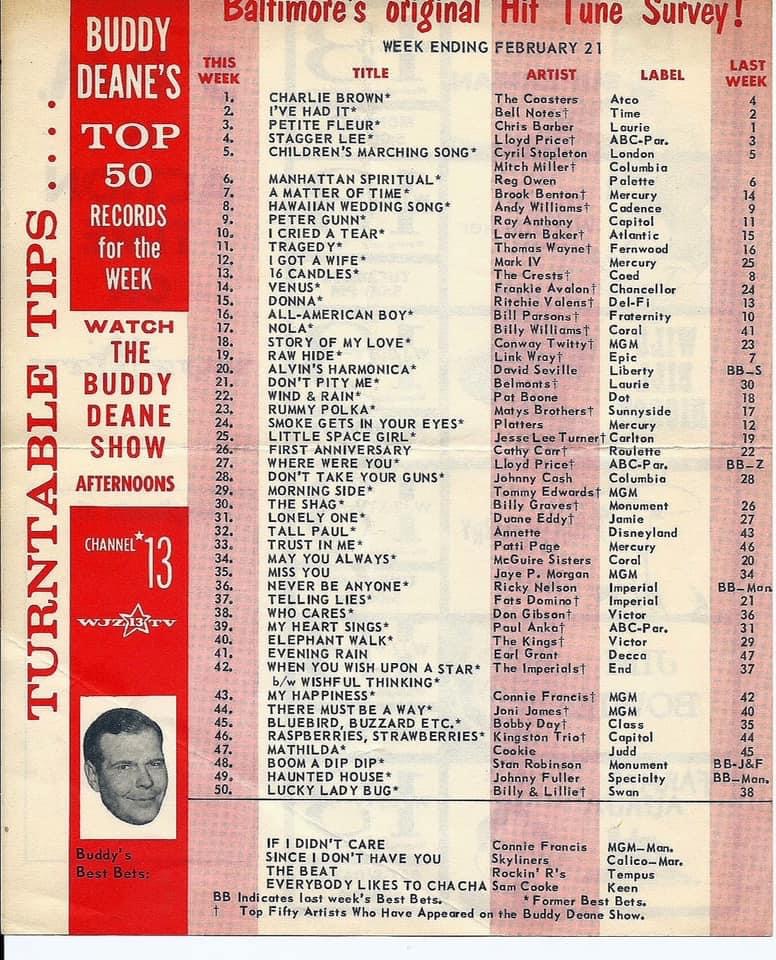 Baltimore's original Hit Tune Survey!
WEEK ENDING FEBRUARY 21
TURNTABLE TIPS.....
BUDDY
DEANE'S
TOP
50
RECORDS
for the
WEEK
WATCH
THE
BUDDY
DEANE
SHOW
AFTERNOONS
CHANNEL * 13
WJZ 13 TV
Buddy's
Best Bets:
THIS WEEK TITLE ARTIST LABEL LAST WEEK
1. CHARLIE BROWN* The Coasters Atco 4
2. I'VE HAD IT* Bell Notes† Time 2
3. PETITE FLEUR* Chris Barber Laurie 1
4. STAGGER LEE* Lloyd Price† ABC-Par. 3
5. CHILDREN'S MARCHING SONG* Cyril Stapleton London 5
Mitch Miller† Columbia
6. MANHATTAN SPIRITUAL* Reg Owen Palette 6
7. A MATTER OF TIME* Brook Benton† Mercury 14
8. HAWAIIAN WEDDING SONG* Andy Williams† Cadence 9
9. PETER GUNN* Ray Anthony Capitol 11
10. I CRIED A TEAR* Lavern Baker† Atlantic 15
11. TRAGEDY* Thomas Wayne† Fernwood 16
12. I GOT A WIFE* Mark IV Mercury 25
13. 16 CANDLES* The Crests† Coed 8
14. VENUS* Frankie Avalon† Chancellor 24
15. DONNA* Ritchie Valens† Del-Fi 13
16. ALL-AMERICAN BOY* Bill Parsons† Fraternity 10
17. NOLA* Billy Williams† Coral 41
18. STORY OF MY LOVE* Conway Twitty† MGM 23
19. RAW HIDE* Link Wray† Epic 7
20. ALVIN'S HARMONICA* David Seville Liberty BB-S
21. DON'T PITY ME* Belmonts† Laurie 30
22. WIND & RAIN* Pat Boone Dot 18
23. RUMMY POLKA* Matys Brothers† Sunnyside 17
24. SMOKE GETS IN YOUR EYES* Platters Mercury 12
25. LITTLE SPACE GIRL* Jesse Lee Turner† Carlton 19
26. FIRST ANNIVERSARY Cathy Carr† Roulette 22
27. WHERE WERE YOU* Lloyd Price† ABC-Par. BB-Z
28. DON'T TAKE YOUR GUNS* Johnny Cash Columbia 28
29. MORNING SIDE* Tommy Edwards† MGM
30. THE SHAG* Billy Graves† Monument 26
31. LONELY ONE* Duane Eddy† Jamie 27
32. TALL PAUL* Annette Disneyland 43
33. TRUST IN ME* Patti Page Mercury 46
34. MAY YOU ALWAYS* McGuire Sisters Coral 20
35. MISS YOU Jaye P. Morgan MGM 34
36. NEVER BE ANYONE* Ricky Nelson Imperial BB-Man
37. TELLING LIES* Fats Domino† Imperial 21
38. WHO CARES* Don Gibson† Victor 36
39. MY HEART SINGS* Paul Anka† ABC-Par. 31
40. ELEPHANT WALK* The Kings† Victor 29
41. EVENING RAIN Earl Grant Decca 47
42. WHEN YOU WISH UPON A STAR* The Imperials† End 37
b/w WISHFUL THINKING*
43. MY HAPPINESS* Connie Francis† MGM 42
44. THERE MUST BE A WAY* Joni James† MGM 40
45. BLUEBIRD, BUZZARD ETC.* Bobby Day† Class 35
46. RASPBERRIES, STRAWBERRIES* Kingston Trio† Capitol 44
47. MATHILDA* Cookie Judd 45
48. BOOM A DIP DIP* Stan Robinson Monument BB-J&F
49. HAUNTED HOUSE* Johnny Fuller Specialty BB-Man.
50. LUCKY LADY BUG* Billy & Lillie† Swan 38
IF I DIDN'T CARE Connie Francis MGM-Man.
SINCE I DON'T HAVE YOU Skyliners Calico-Mar.
THE BEAT Rockin' R's Tempus
EVERYBODY LIKES TO CHACHA Sam Cooke Keen
BB Indicates last week's Best Bets. * Former Best Bets.
† Top Fifty Artists Who Have Appeared on the Buddy Deane Show.